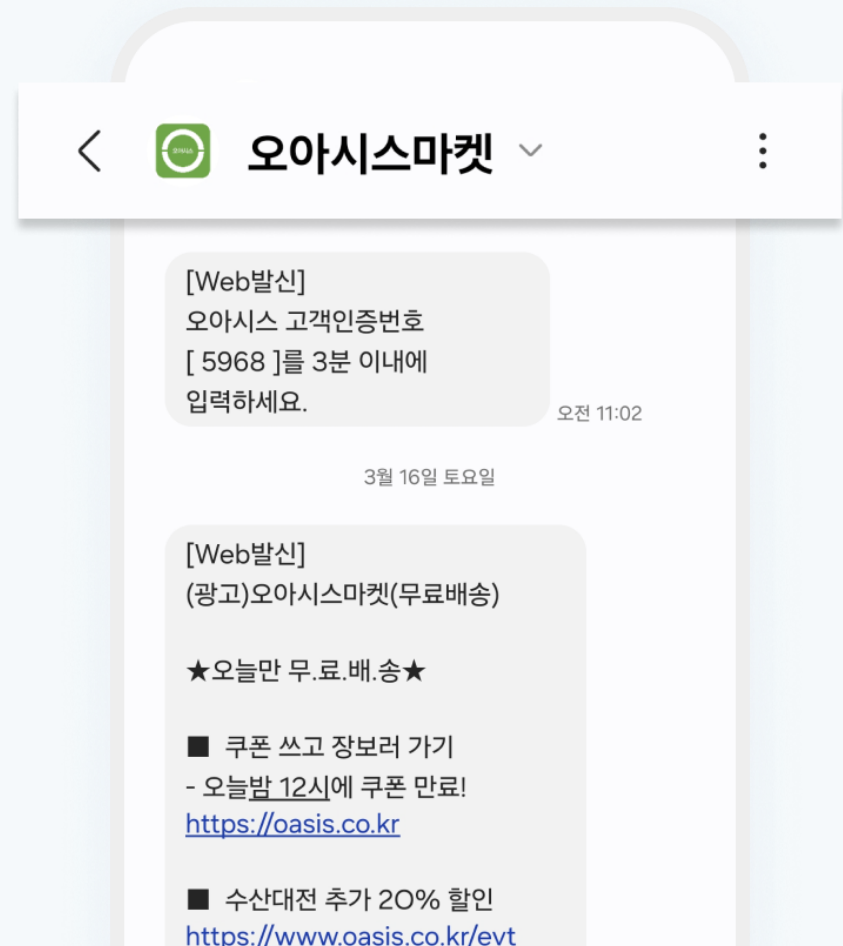 오아시스마켓
[Web발신]
오아시스 고객인증번호
[ 5968 ]를 3분 이내에
입력하세요.
오전 11:02
3월 16일 토요일
[Web발신]
(광고)오아시스마켓(무료배송)
★오늘만 무.료.배.송★
■ 쿠폰 쓰고 장보러 가기
- 오늘밤 12시에 쿠폰 만료!
https://oasis.co.kr
■ 수산대전 추가 20% 할인
https://www.oasis.co.kr/evt